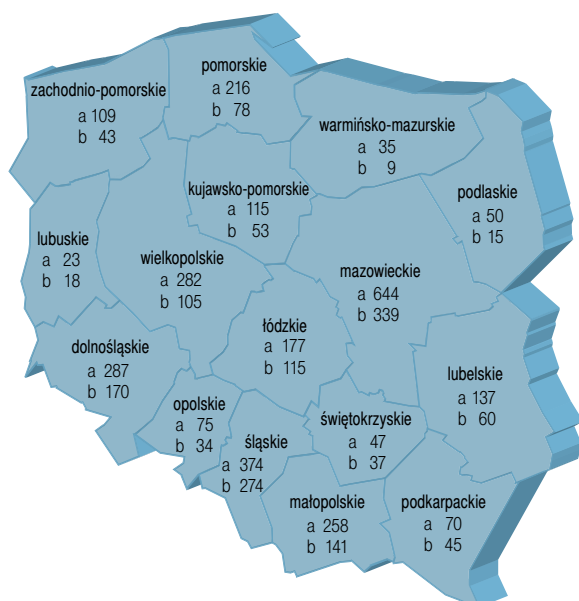 pomorskie
a 216
b 78
zachodnio-pomorskie
a 109
b 43
warmińsko-mazurskie
a 35
b 9
kujawsko-pomorskie
a 115
b 53
podlaskie
a 50
b 15
lubuskie
a 23
b 18
wielkopolskie
a 282
b 105
mazowieckie
a 644
b 339
łódzkie
a 177
b 115
dolnośląskie
a 287
b 170
lubelskie
a 137
b 60
opolskie
a 75
b 34
śląskie
a 374
b 274
świętokrzyskie
a 47
b 37
małopolskie
a 258
b 141
podkarpackie
a 70
b 45